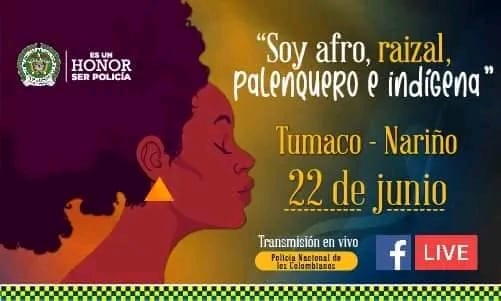 ES UN
HONOR
SER POLICÍA
“Soy afro, raizal,
palenquero e indígena”
Tumaco - Nariño
22 de junio
Transmisión en vivo
Policía Nacional de
los Colombianos
f LIVE